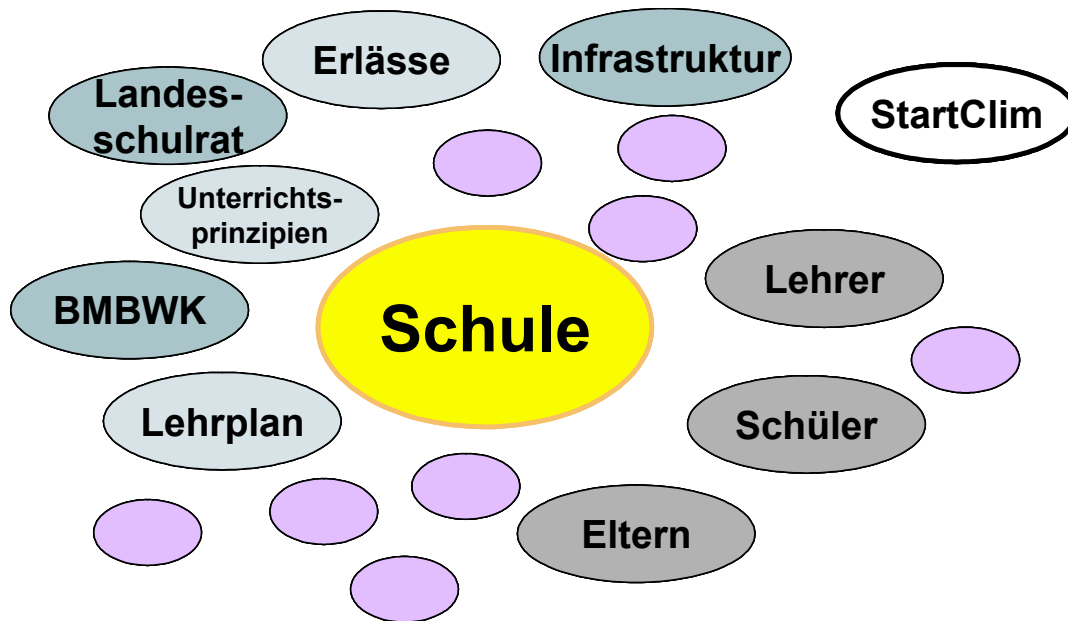 Erlässe
Infrastruktur
Landes-
schulrat
StartClim
Unterrichts-
prinzipien
Lehrer
BMBWK
Schule
Lehrplan
Schüler
Eltern